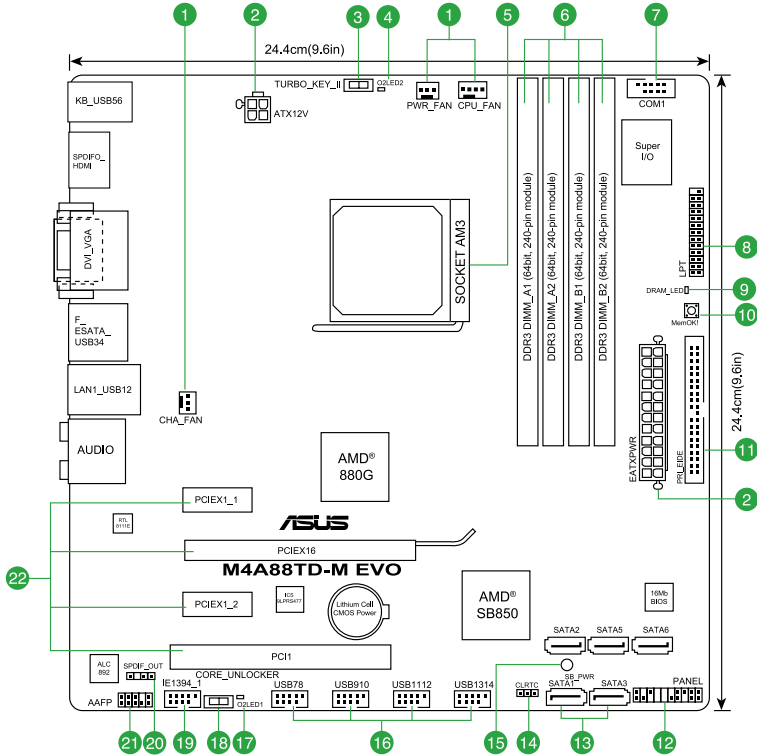 1
2
3
4
1
5
6
7
24.4cm(9.6in)
KB_USB56
TURBO_KEY_II
O2LED2
ATX12V
PWR_FAN
CPU_FAN
COM1
SPDIFO_
HDMI
Super
I/O
DVI_VGA
SOCKET AM3
DDR3 DIMM_A1 (64bit, 240-pin module)
DDR3 DIMM_A2 (64bit, 240-pin module)
DDR3 DIMM_B1 (64bit, 240-pin module)
DDR3 DIMM_B2 (64bit, 240-pin module)
LPT
8
DRAM_LED
9
MemOK!
10
F_
ESATA_
USB34
LAN1_USB12
CHA_FAN
AUDIO
24.4cm(9.6in)
EATXPWR
PRI_EIDE
11
2
AMD®
880G
PCIEX1_1
RTL
8111E
ASUS
PCIEX16
M4A88TD-M EVO
22
PCIEX1_2
ICS
9LPRS477
Lithium Cell
CMOS Power
AMD®
SB850
16Mb
BIOS
SATA2
SATA5
SATA6
PCI1
ALC
892
SPDIF_OUT
CORE_UNLOCKER
SB_PWR
AAFP
IE1394_1
O2LED1
USB78
USB910
USB1112
USB1314
CLRTC
SATA1
SATA3
PANEL
21
20
19
18
17
16
15
14
13
12